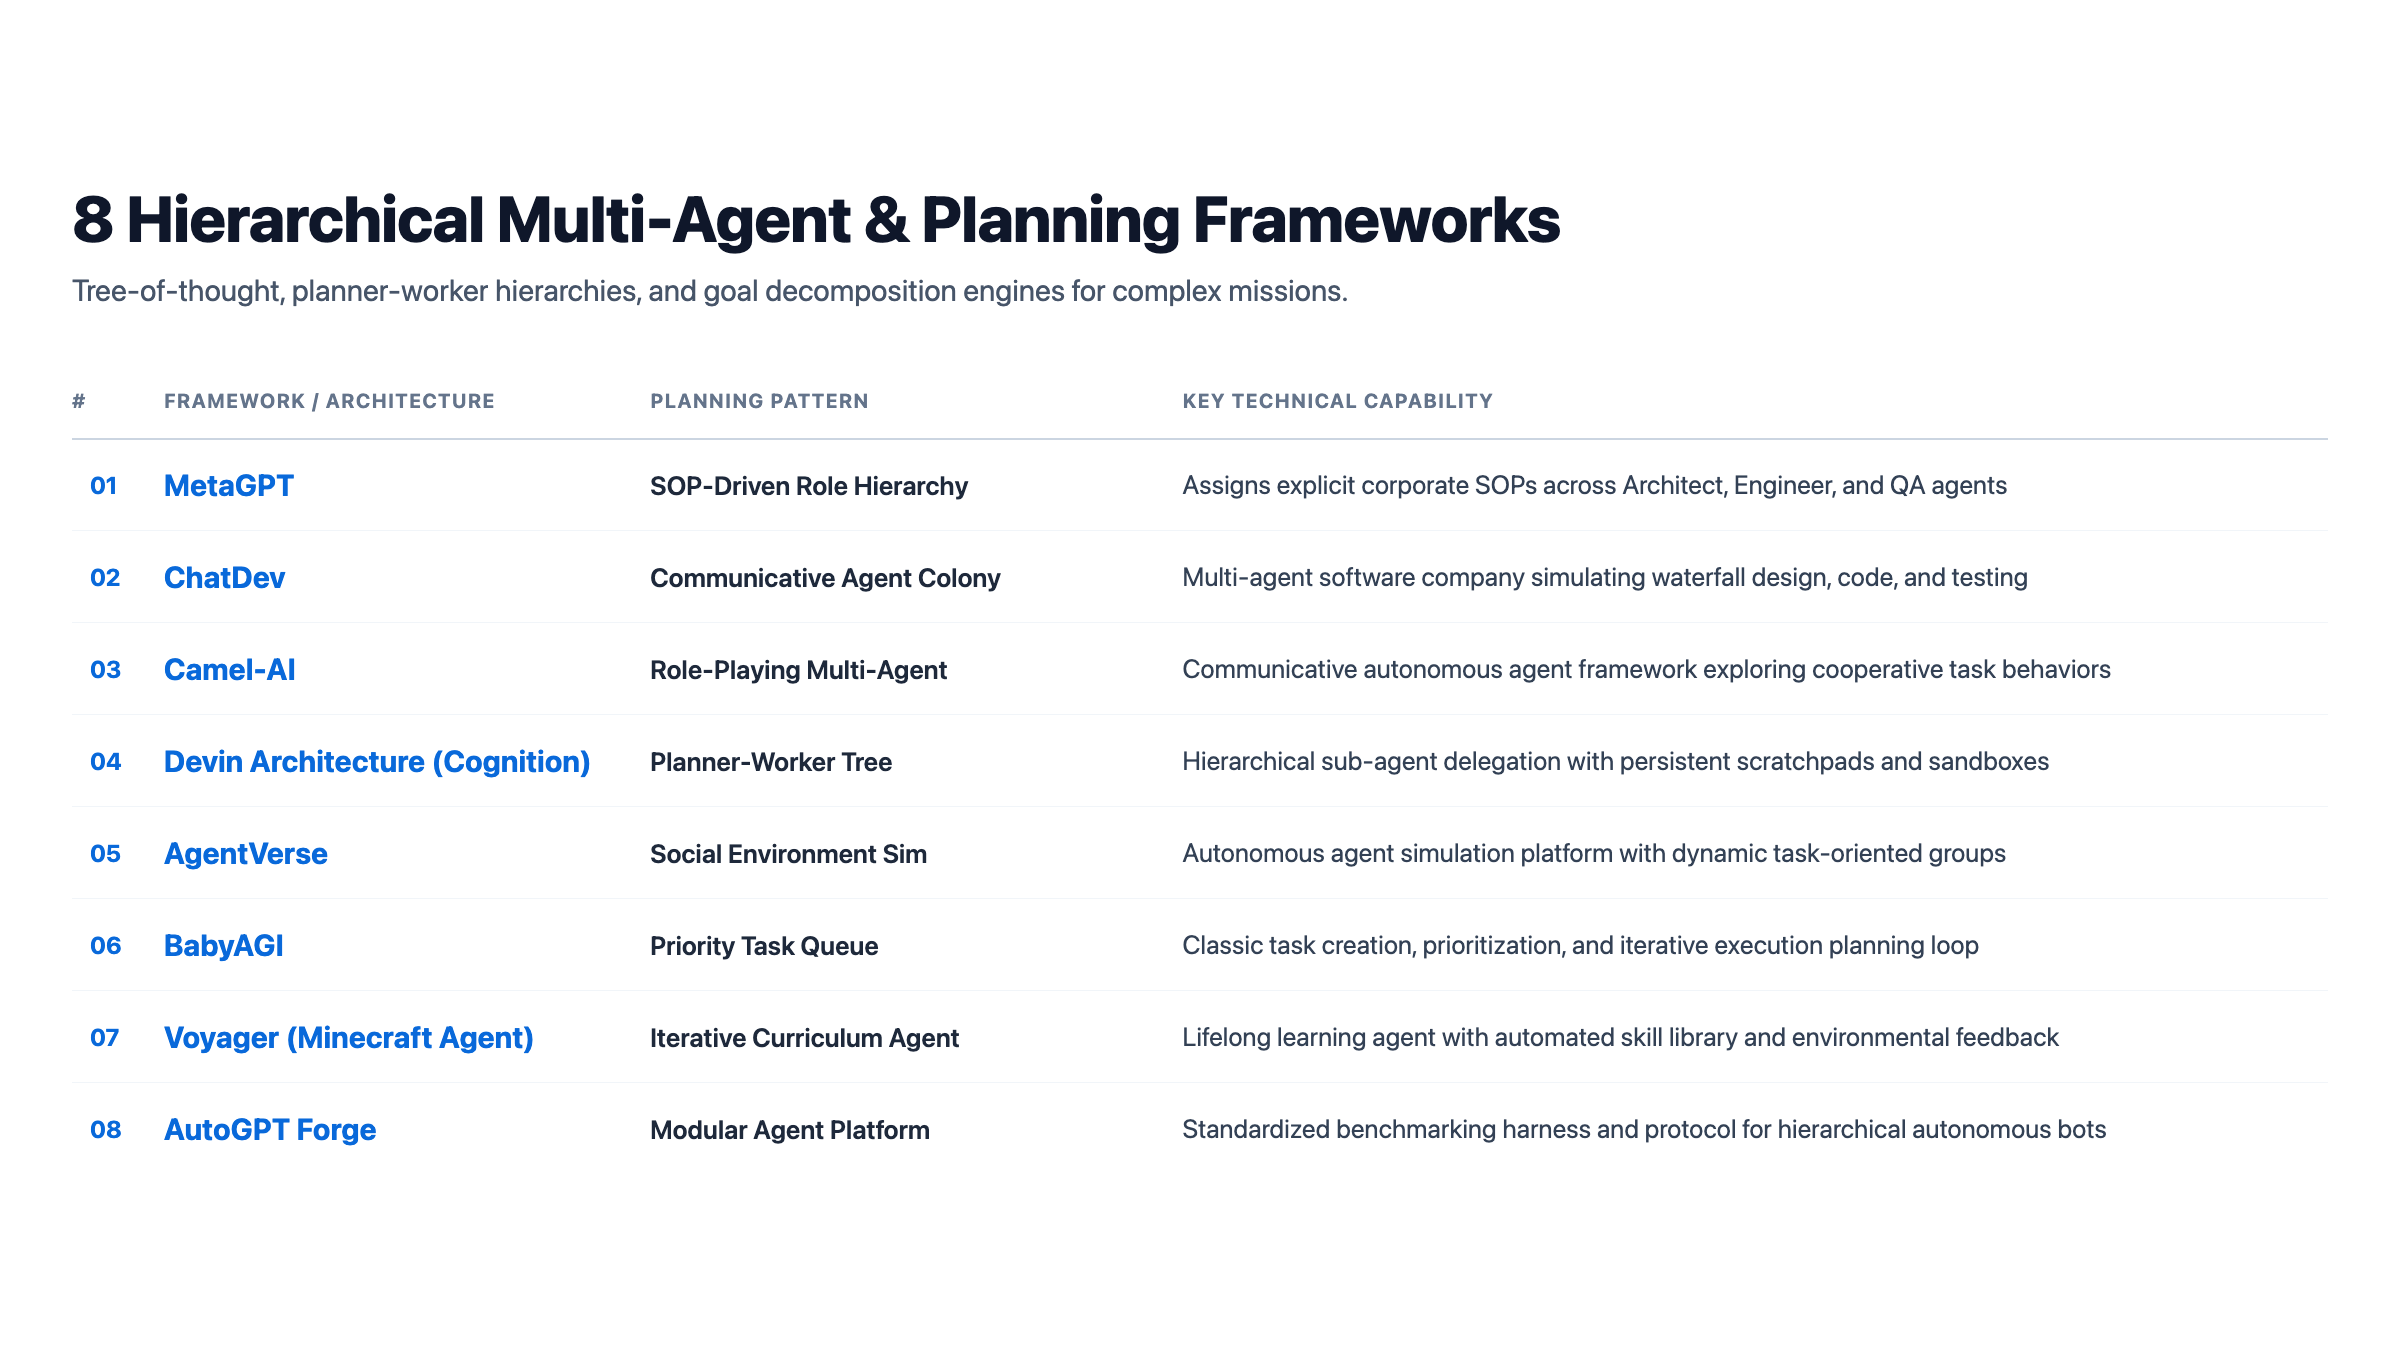 8 Hierarchical Multi-Agent & Planning Frameworks
Tree-of-thought, planner-worker hierarchies, and goal decomposition engines for complex missions.
# FRAMEWORK / ARCHITECTURE PLANNING PATTERN KEY TECHNICAL CAPABILITY
01 MetaGPT SOP-Driven Role Hierarchy Assigns explicit corporate SOPs across Architect, Engineer, and QA agents
02 ChatDev Communicative Agent Colony Multi-agent software company simulating waterfall design, code, and testing
03 Camel-AI Role-Playing Multi-Agent Communicative autonomous agent framework exploring cooperative task behaviors
04 Devin Architecture (Cognition) Planner-Worker Tree Hierarchical sub-agent delegation with persistent scratchpads and sandboxes
05 AgentVerse Social Environment Sim Autonomous agent simulation platform with dynamic task-oriented groups
06 BabyAGI Priority Task Queue Classic task creation, prioritization, and iterative execution planning loop
07 Voyager (Minecraft Agent) Iterative Curriculum Agent Lifelong learning agent with automated skill library and environmental feedback
08 AutoGPT Forge Modular Agent Platform Standardized benchmarking harness and protocol for hierarchical autonomous bots